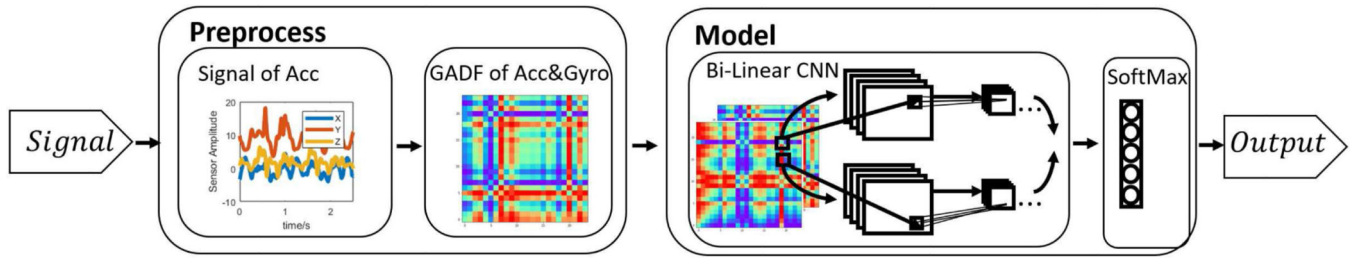 Signal
Preprocess
Signal of Acc
20
10
0
-10
Sensor Amplitude
X
Y
Z
0 1 2
time/s
GADF of Acc&Gyro
Model
Bi-Linear CNN
...
...
SoftMax
Output